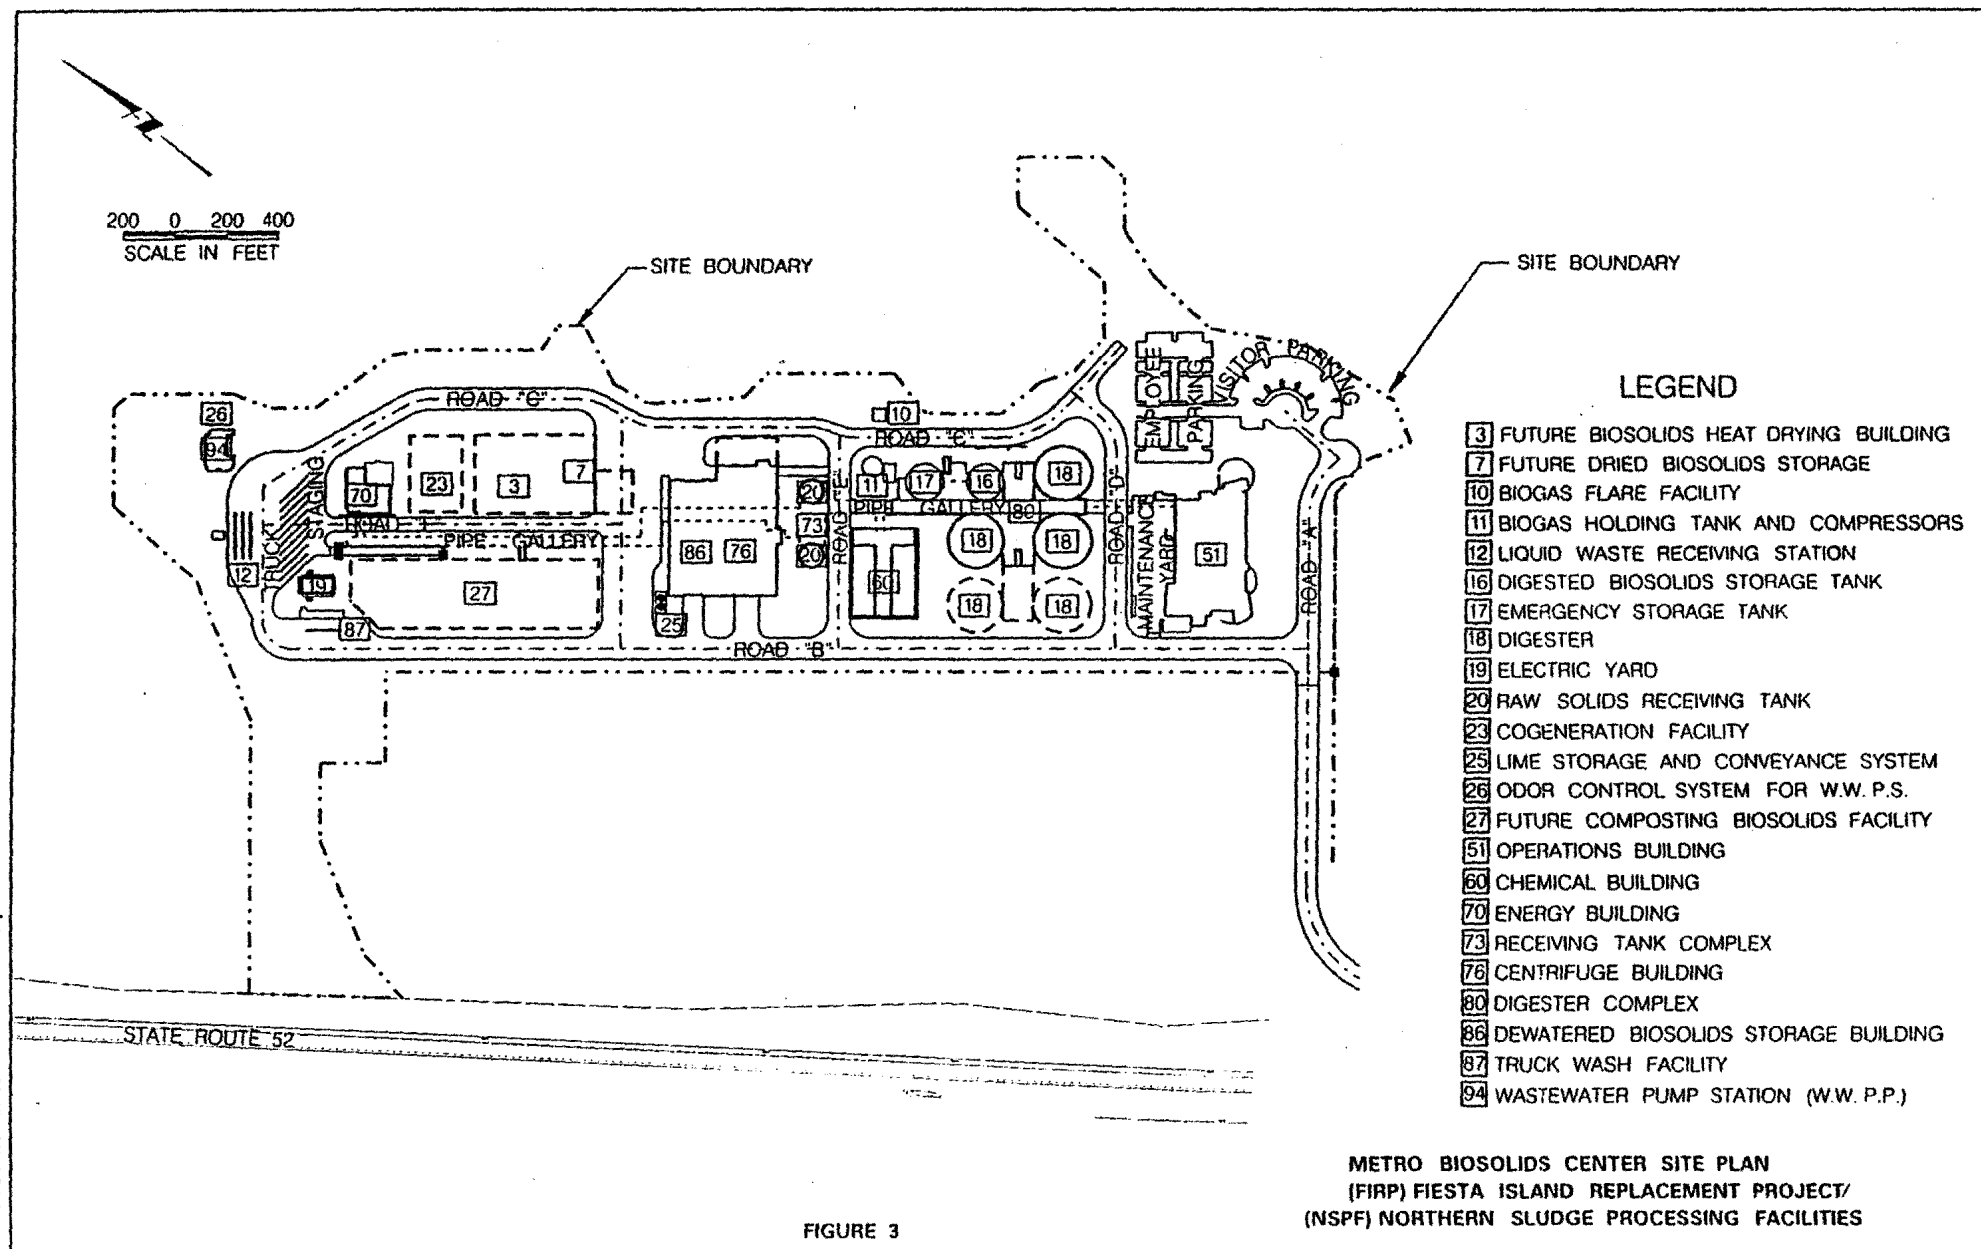 200 0 200 400
SCALE IN FEET
SITE BOUNDARY
SITE BOUNDARY
EMPLOYEE
PARKING
VISITOR PARKING
26
94
ROAD "C"
10
ROAD "C"
TRUCK
STAGING
70
23
3
7
20
ROAD "E"
11
17
16
18
ROAD
PIPE GALLERY
PIPE GALLERY
80
ROAD "D"
MAINTENANCE
YARD
51
ROAD "A"
86
76
73
20
18
18
12
19
27
60
18
18
87
25
ROAD "B"
STATE ROUTE 52
LEGEND
3 FUTURE BIOSOLIDS HEAT DRYING BUILDING
7 FUTURE DRIED BIOSOLIDS STORAGE
10 BIOGAS FLARE FACILITY
11 BIOGAS HOLDING TANK AND COMPRESSORS
12 LIQUID WASTE RECEIVING STATION
16 DIGESTED BIOSOLIDS STORAGE TANK
17 EMERGENCY STORAGE TANK
18 DIGESTER
19 ELECTRIC YARD
20 RAW SOLIDS RECEIVING TANK
23 COGENERATION FACILITY
25 LIME STORAGE AND CONVEYANCE SYSTEM
26 ODOR CONTROL SYSTEM FOR W.W. P.S.
27 FUTURE COMPOSTING BIOSOLIDS FACILITY
51 OPERATIONS BUILDING
60 CHEMICAL BUILDING
70 ENERGY BUILDING
73 RECEIVING TANK COMPLEX
76 CENTRIFUGE BUILDING
80 DIGESTER COMPLEX
86 DEWATERED BIOSOLIDS STORAGE BUILDING
87 TRUCK WASH FACILITY
94 WASTEWATER PUMP STATION (W.W. P.P.)
METRO BIOSOLIDS CENTER SITE PLAN
(FIRP) FIESTA ISLAND REPLACEMENT PROJECT/
(NSPF) NORTHERN SLUDGE PROCESSING FACILITIES
FIGURE 3